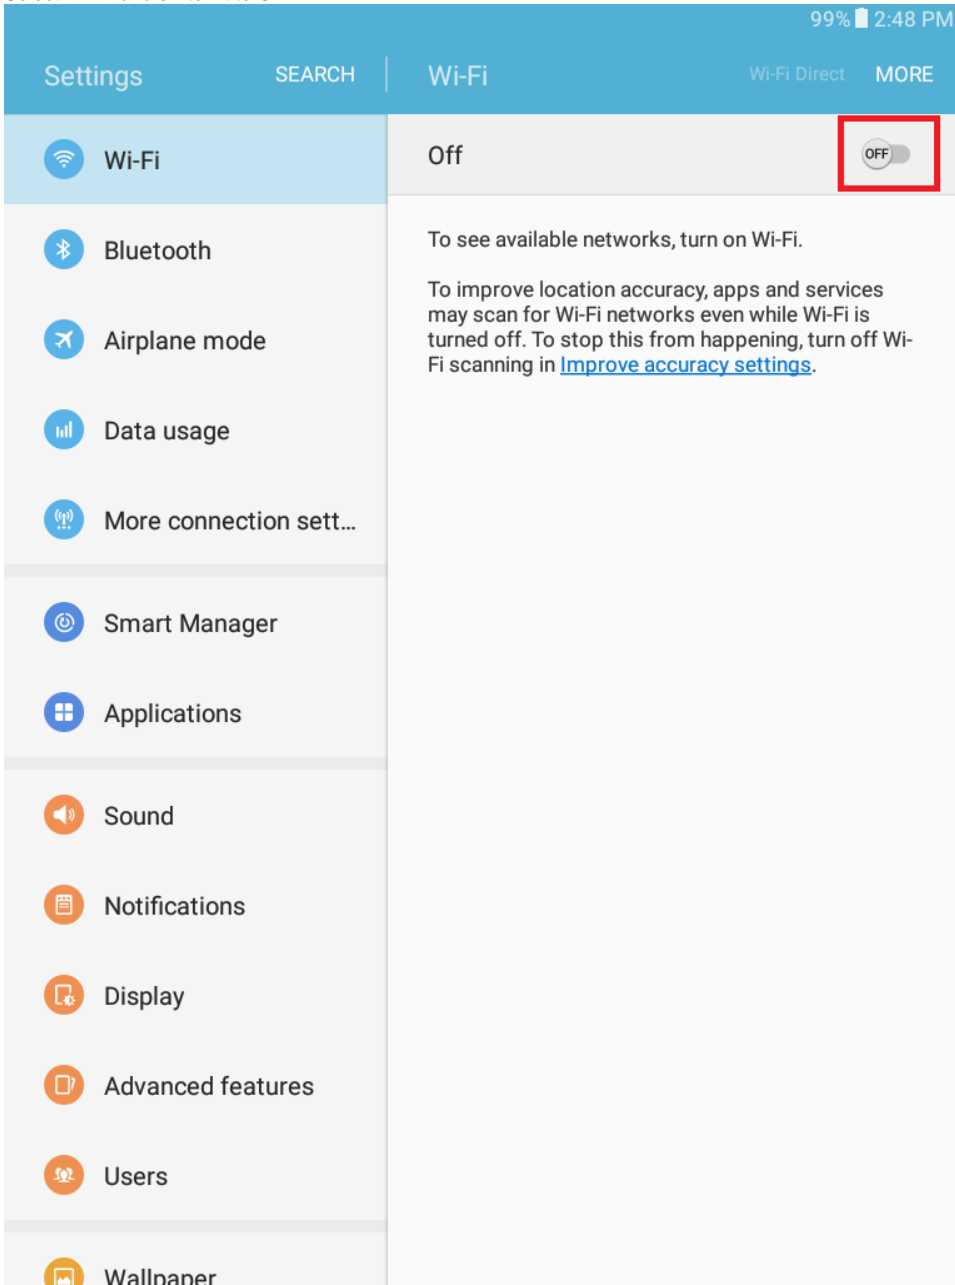 99% 2:48 PM
Settings SEARCH Wi-Fi Wi-Fi Direct MORE
Wi-Fi
Bluetooth
Airplane mode
Data usage
More connection sett...
Smart Manager
Applications
Sound
Notifications
Display
Advanced features
Users
Wallpaper
Off OFF
To see available networks, turn on Wi-Fi.
To improve location accuracy, apps and services
may scan for Wi-Fi networks even while Wi-Fi is
turned off. To stop this from happening, turn off Wi-
Fi scanning in Improve accuracy settings.